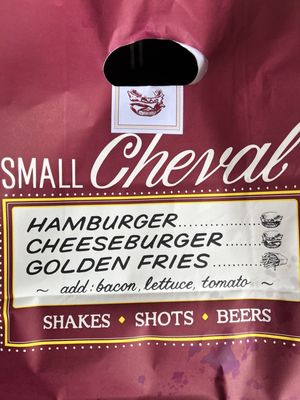 SMALL Cheval
HAMBURGER..........
CHEESEBURGER.....
GOLDEN FRIES.......
~ add: bacon, lettuce, tomato ~
SHAKES • SHOTS • BEERS